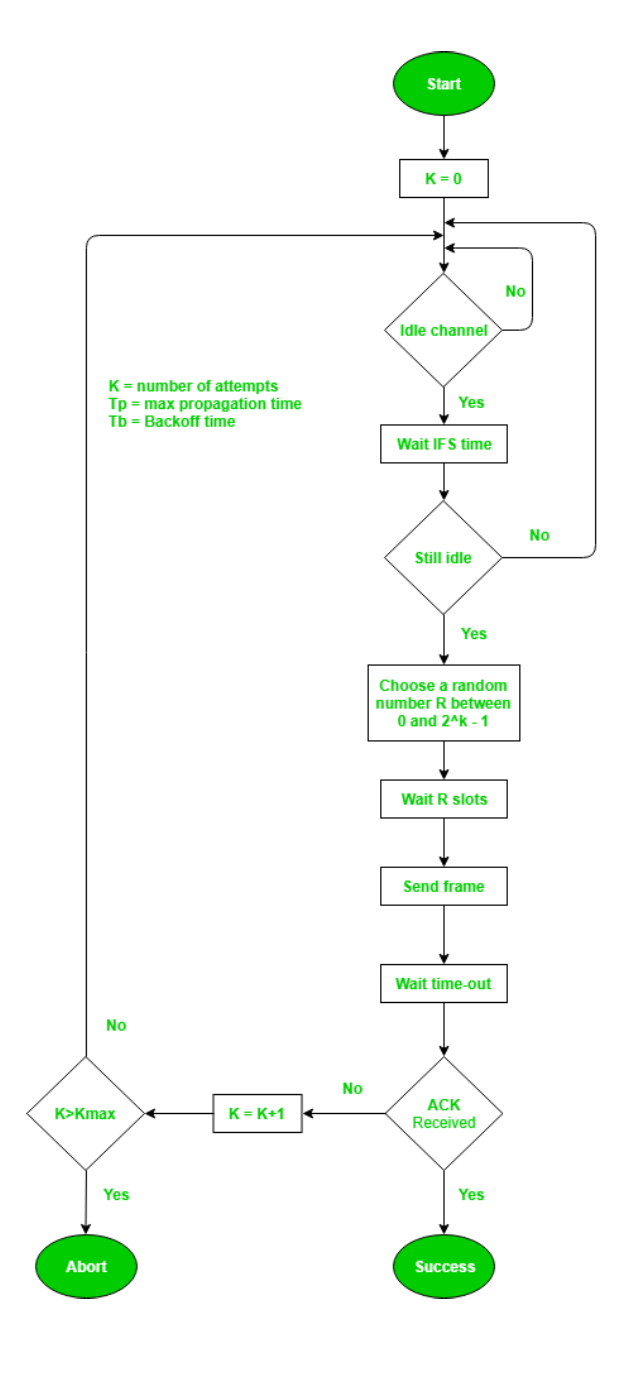 Start
K = 0
No
Idle channel
K = number of attempts
Tp = max propagation time
Tb = Backoff time
Yes
Wait IFS time
No
Still idle
Yes
Choose a random
number R between
0 and 2^k - 1
Wait R slots
Send frame
Wait time-out
No
No
ACK
Received
K = K+1
K>Kmax
Yes
Yes
Abort
Success